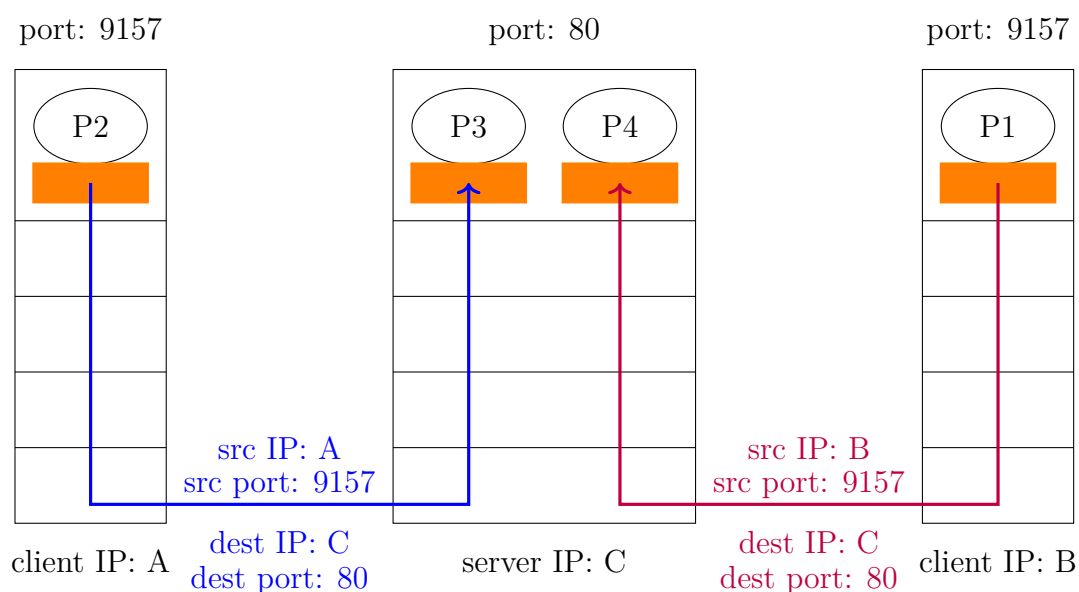 port: 9157
port: 80
port: 9157
P2
P3
P4
P1
src IP: A
src port: 9157
src IP: B
src port: 9157
dest IP: C
dest port: 80
dest IP: C
dest port: 80
client IP: A
server IP: C
client IP: B